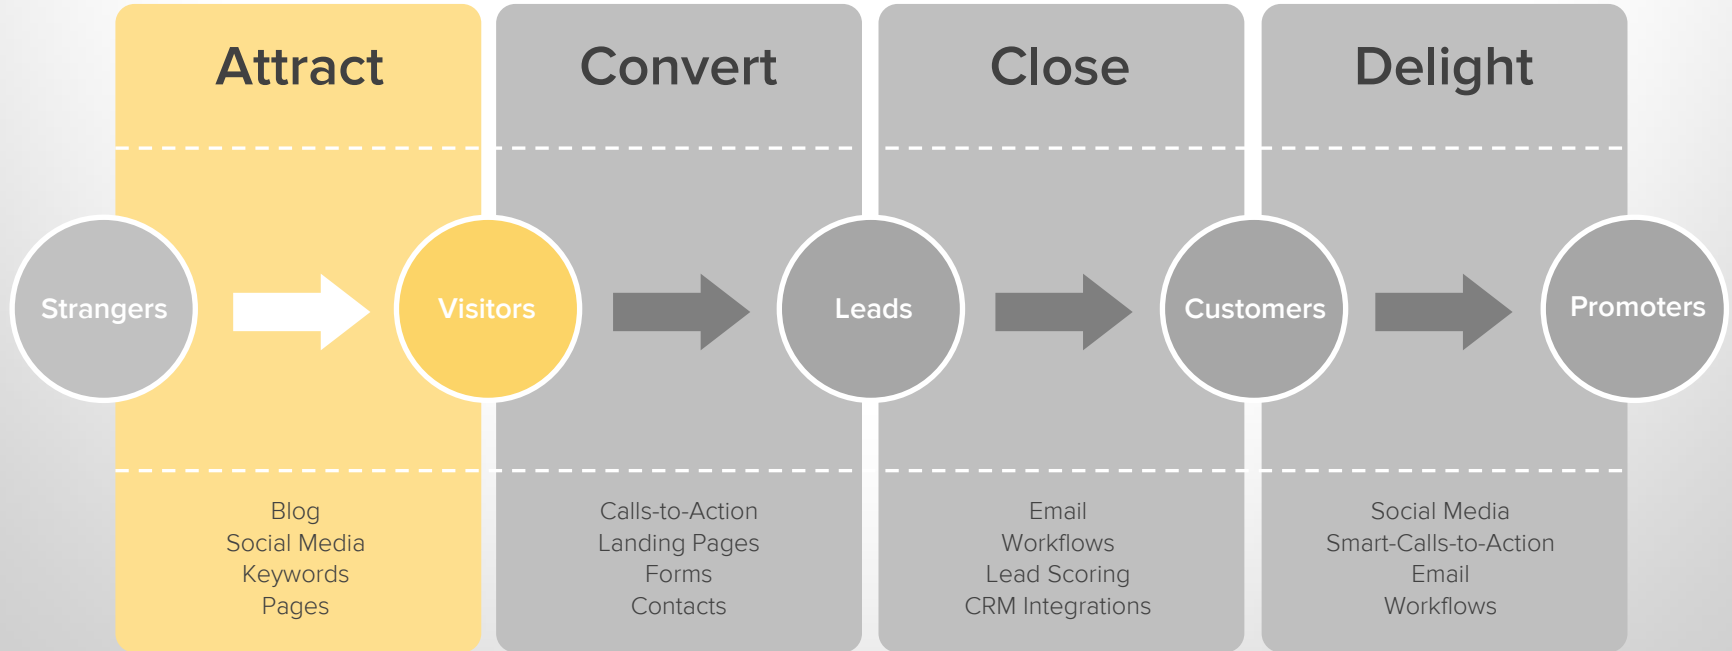 Attract
Convert
Close
Delight
Strangers
Visitors
Leads
Customers
Promoters
Blog
Social Media
Keywords
Pages
Calls-to-Action
Landing Pages
Forms
Contacts
Email
Workflows
Lead Scoring
CRM Integrations
Social Media
Smart-Calls-to-Action
Email
Workflows